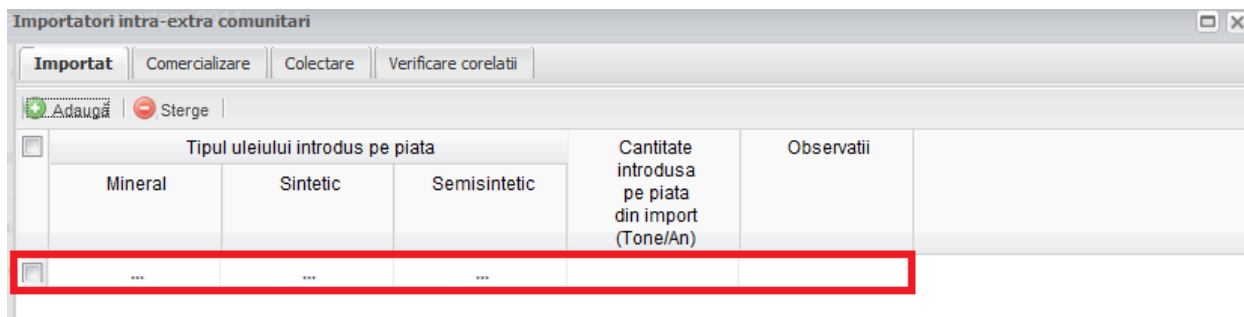 Importatori intra-extra comunitari
Importat Comercializare Colectare Verificare corelatii
Adaugă Sterge
Tipul uleiului introdus pe piata
Mineral Sintetic Semisintetic
Cantitate
introdusa
pe piata
din import
(Tone/An)
Observatii
... ... ...